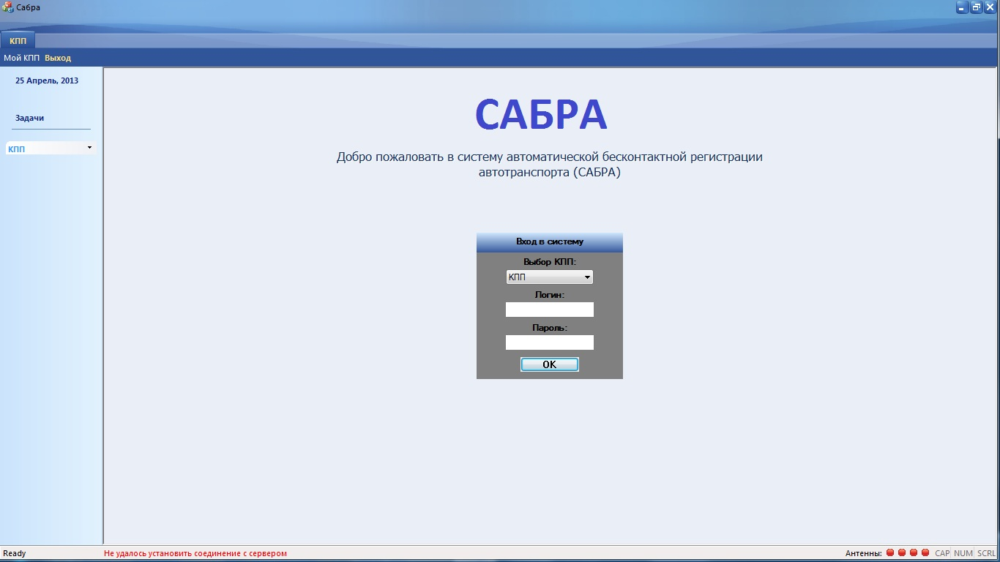 Сабра
КПП
Мой КПП Выход
25 Апрель, 2013
Задачи
КПП
САБРА
Добро пожаловать в систему автоматической бесконтактной регистрации
автотранспорта (САБРА)
Вход в систему
Выбор КПП:
КПП
Логин:
Пароль:
OK
Ready Не удалось установить соединение с сервером Антенны: CAP NUM SCRL